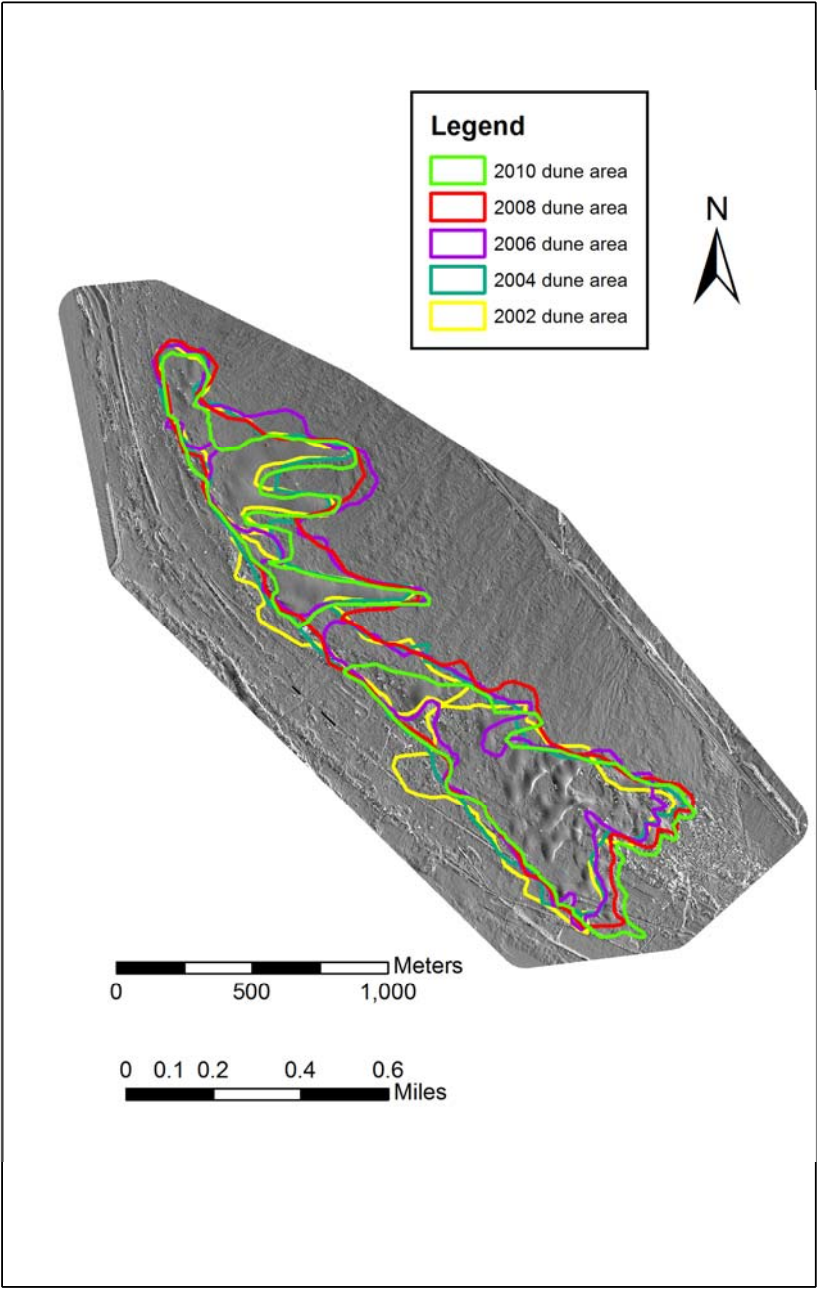 Legend
2010 dune area
2008 dune area
2006 dune area
2004 dune area
2002 dune area
N
Meters
0 500 1,000
0 0.1 0.2 0.4 0.6
Miles